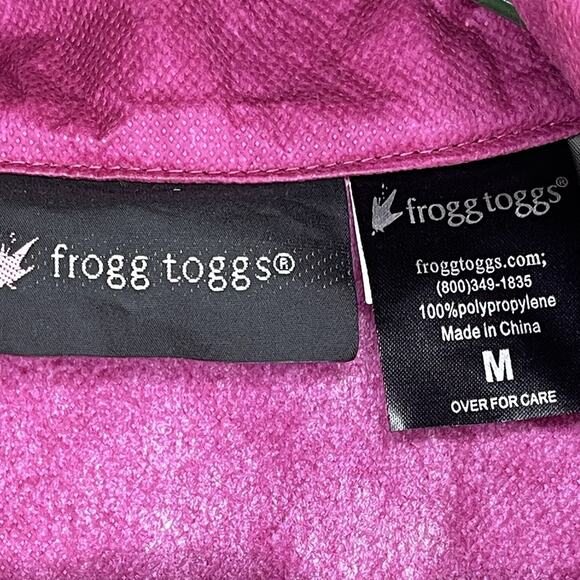 frogg toggs®
frogg toggs®
froggtoggs.com;
(800)349-1835
100%polypropylene
Made in China
M
OVER FOR CARE